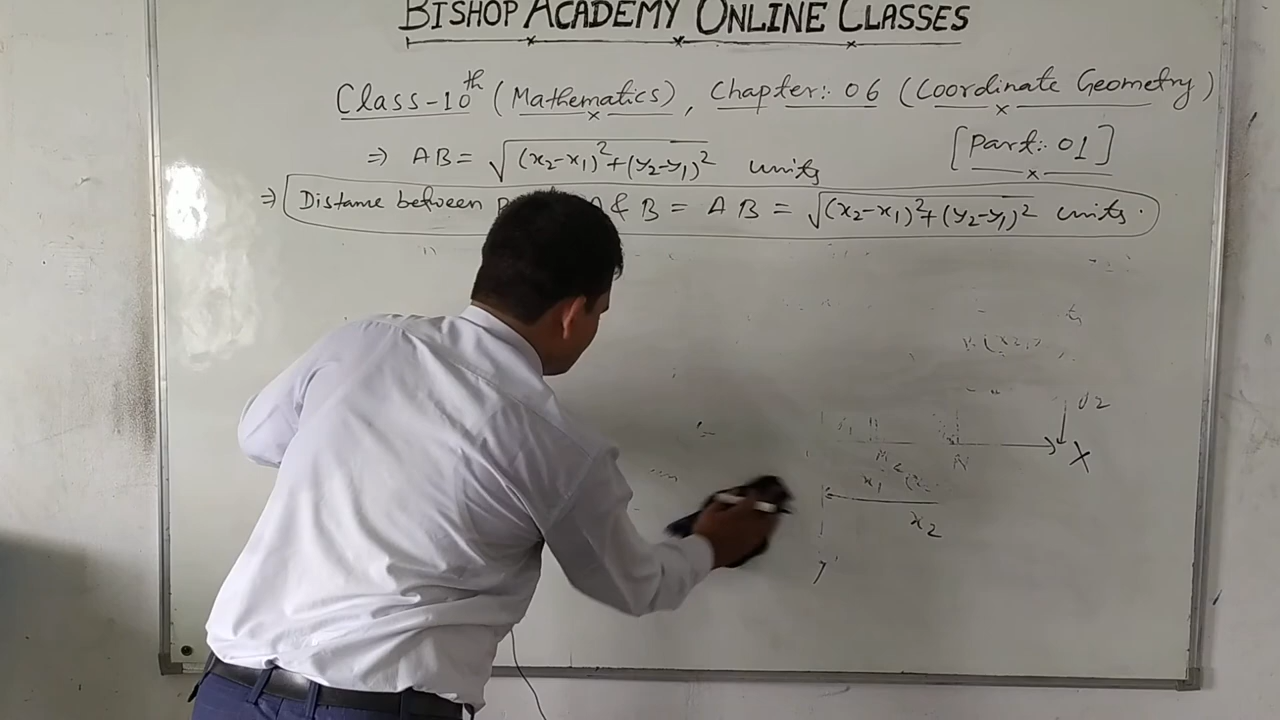 BISHOP ACADEMY ONLINE CLASSES
Class-10th (Mathematics), Chapter: 06 (Coordinate Geometry)
[Part: 01]
⇒ AB = √(x₂-x₁)²+(y₂-y₁)² units
⇒ Distance between A & B = AB = √(x₂-x₁)²+(y₂-y₁)² units.
M N X
x₁
x₂
y'